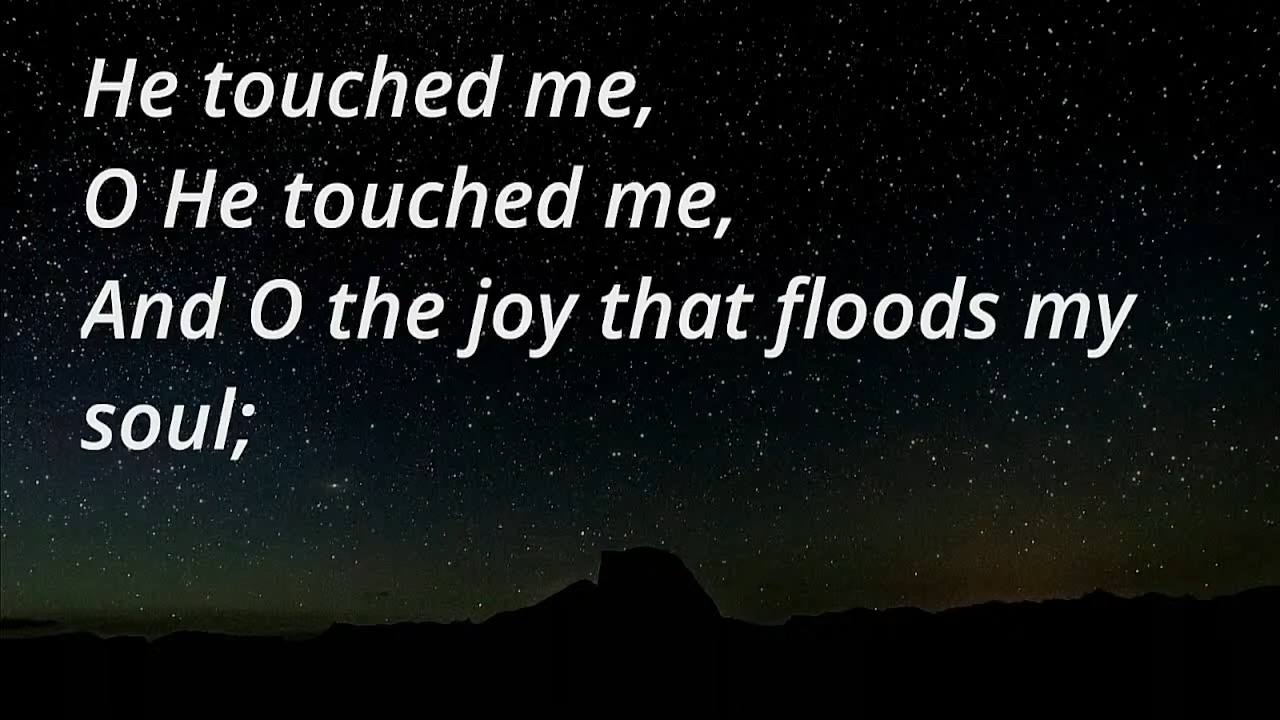 He touched me,
O He touched me,
And O the joy that floods my
soul;